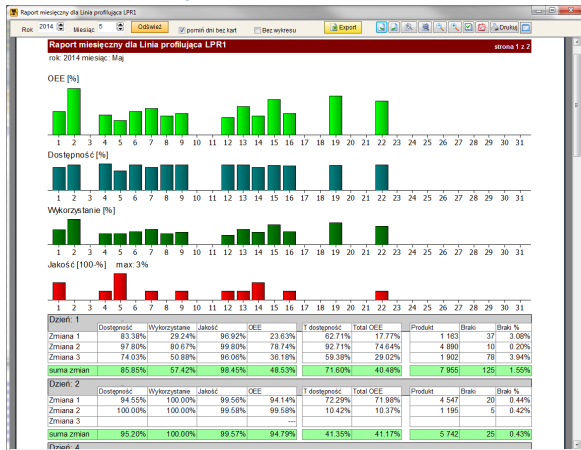 Raport miesięczny dla Linia profilująca LPR1
Rok 2014 Miesiąc 5 Odśwież pomiń dni bez kart Bez wykresu Export Drukuj
Raport miesięczny dla Linia profilująca LPR1 strona 1 z 2
rok: 2014 miesiąc: Maj
OEE [%]
1 2 3 4 5 6 7 8 9 10 11 12 13 14 15 16 17 18 19 20 21 22 23 24 25 26 27 28 29 30 31
Dostępność [%]
1 2 3 4 5 6 7 8 9 10 11 12 13 14 15 16 17 18 19 20 21 22 23 24 25 26 27 28 29 30 31
Wykorzystanie [%]
1 2 3 4 5 6 7 8 9 10 11 12 13 14 15 16 17 18 19 20 21 22 23 24 25 26 27 28 29 30 31
Jakość [100-%] max: 3%
1 2 3 4 5 6 7 8 9 10 11 12 13 14 15 16 17 18 19 20 21 22 23 24 25 26 27 28 29 30 31
Dzień: 1
Dostępność Wykorzystanie Jakość OEE T dostępność Total OEE Produkt Braki Braki %
Zmiana 1 83.38% 29.24% 96.92% 23.63% 62.71% 17.77% 1 163 37 3.08%
Zmiana 2 97.80% 80.67% 99.80% 78.74% 92.71% 74.64% 4 890 10 0.20%
Zmiana 3 74.03% 50.88% 96.06% 36.18% 59.38% 29.02% 1 902 78 3.94%
suma zmian 85.85% 57.42% 98.45% 48.53% 71.60% 40.48% 7 955 125 1.55%
Dzień: 2
Dostępność Wykorzystanie Jakość OEE T dostępność Total OEE Produkt Braki Braki %
Zmiana 1 94.55% 100.00% 99.56% 94.14% 72.29% 71.98% 4 547 20 0.44%
Zmiana 2 100.00% 100.00% 99.58% 99.58% 10.42% 10.37% 1 195 5 0.42%
Zmiana 3 ---
suma zmian 95.20% 100.00% 99.57% 94.79% 41.35% 41.17% 5 742 25 0.43%
Dzień: 4